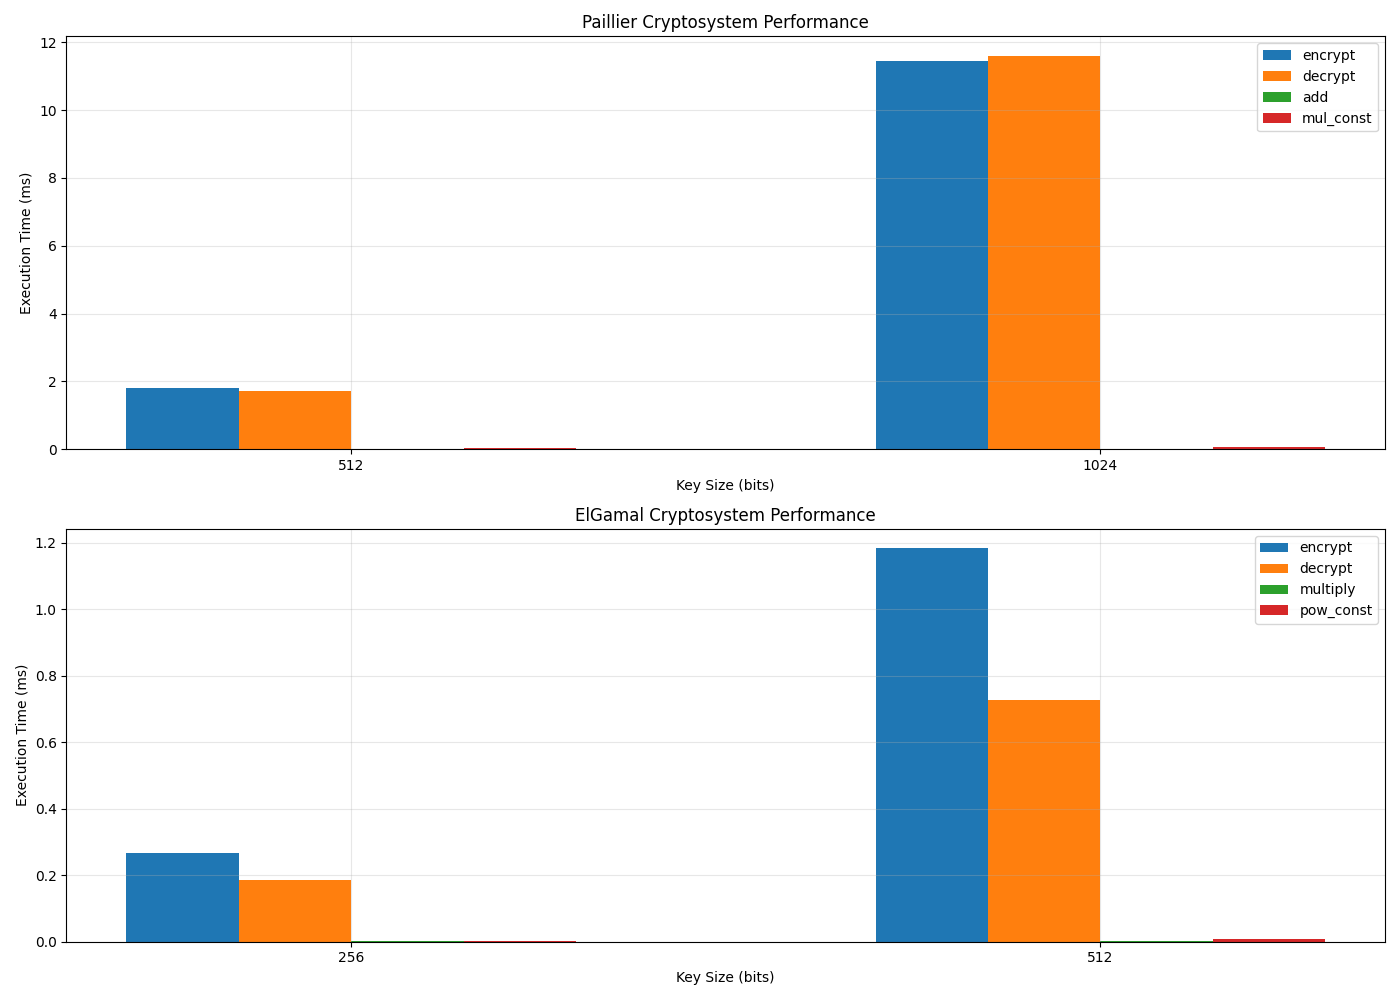 Paillier Cryptosystem Performance
12
10
8
6
4
2
0
Execution Time (ms)
encrypt
decrypt
add
mul_const
512
1024
Key Size (bits)
ElGamal Cryptosystem Performance
1.2
1.0
0.8
0.6
0.4
0.2
0.0
Execution Time (ms)
encrypt
decrypt
multiply
pow_const
256
512
Key Size (bits)